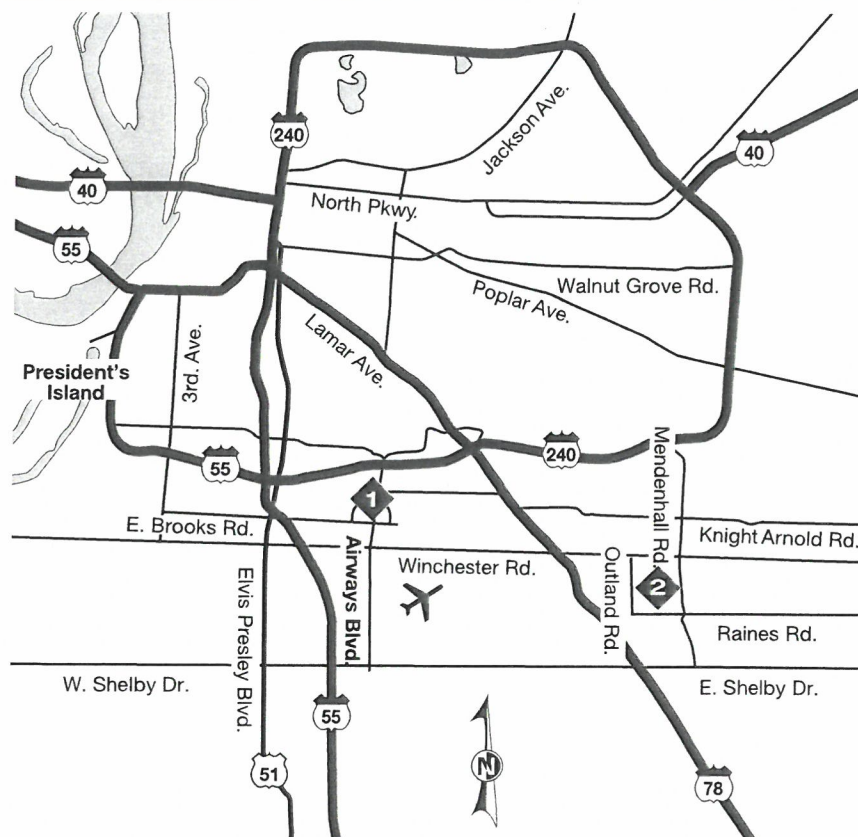 240
Jackson Ave.
40
40
North Pkwy.
55
Walnut Grove Rd.
Poplar Ave.
Lamar Ave.
3rd. Ave.
President's
Island
Mendenhall Rd.
240
55
1
E. Brooks Rd.
Knight Arnold Rd.
Airways Blvd.
Winchester Rd.
Outland Rd.
2
Elvis Presley Blvd.
Raines Rd.
W. Shelby Dr.
E. Shelby Dr.
55
N
51
78